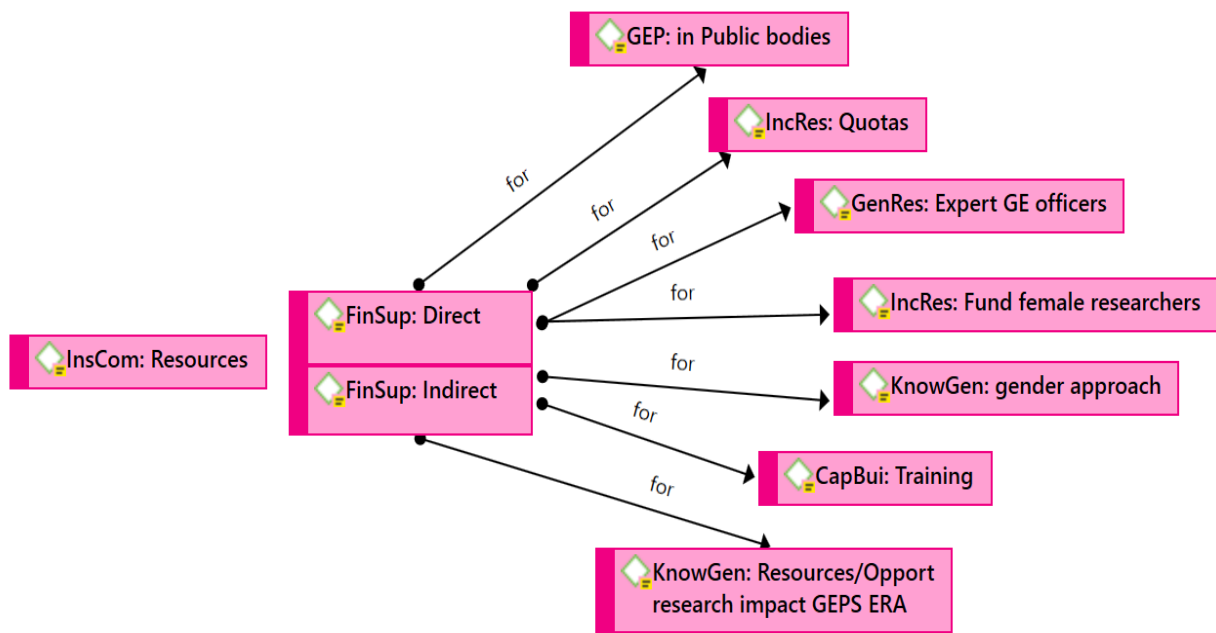 GEP: in Public bodies
IncRes: Quotas
for
for
GenRes: Expert GE officers
for
FinSup: Direct
for
IncRes: Fund female researchers
InsCom: Resources
FinSup: Indirect
for
KnowGen: gender approach
for
CapBui: Training
for
KnowGen: Resources/Opport
research impact GEPS ERA